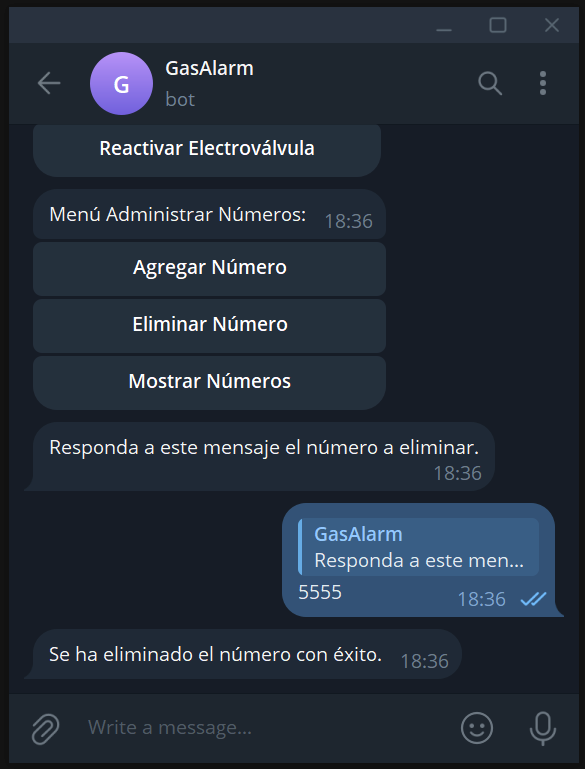 G
GasAlarm
bot
Reactivar Electroválvula
Menú Administrar Números:
18:36
Agregar Número
Eliminar Número
Mostrar Números
Responda a este mensaje el número a eliminar.
18:36
GasAlarm
Responda a este men...
5555
18:36
Se ha eliminado el número con éxito.
18:36
Write a message...